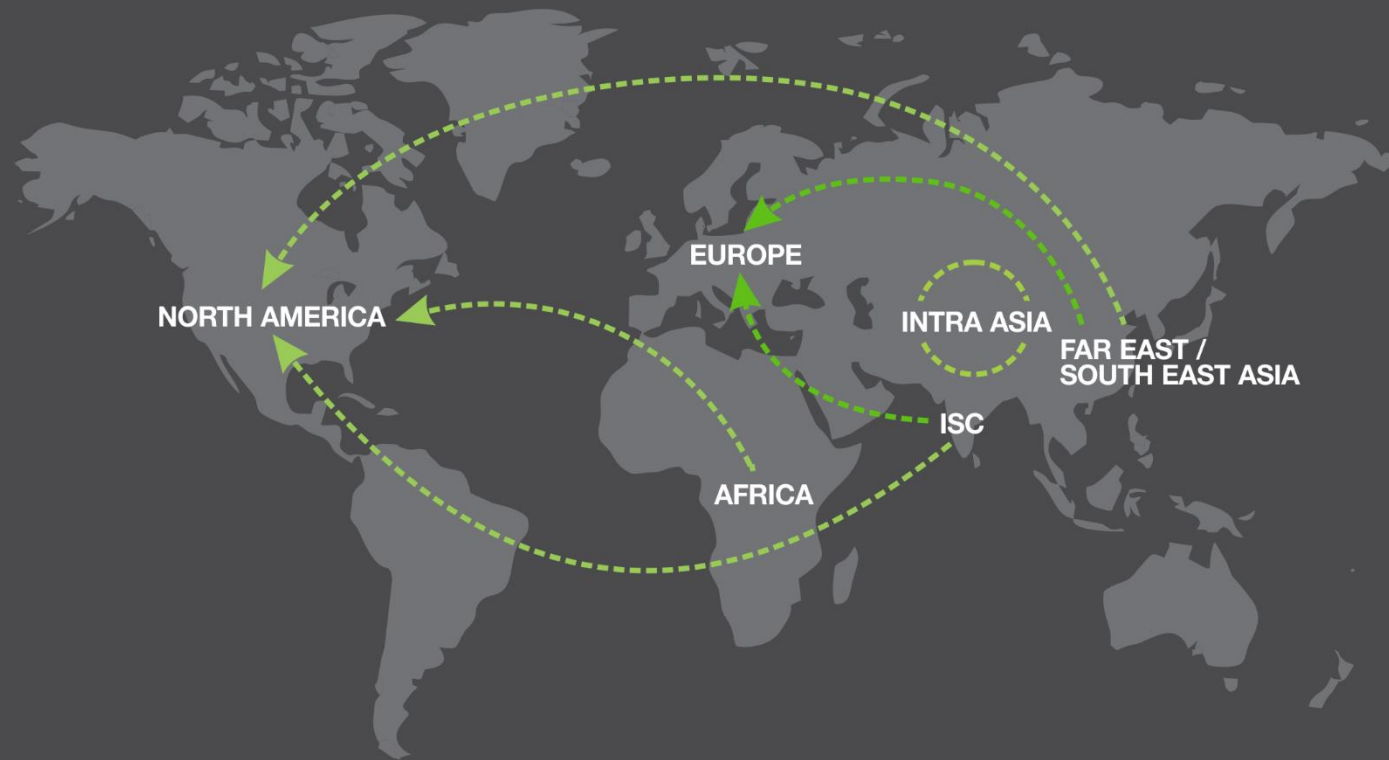 EUROPE
NORTH AMERICA
INTRA ASIA
FAR EAST /
SOUTH EAST ASIA
ISC
AFRICA